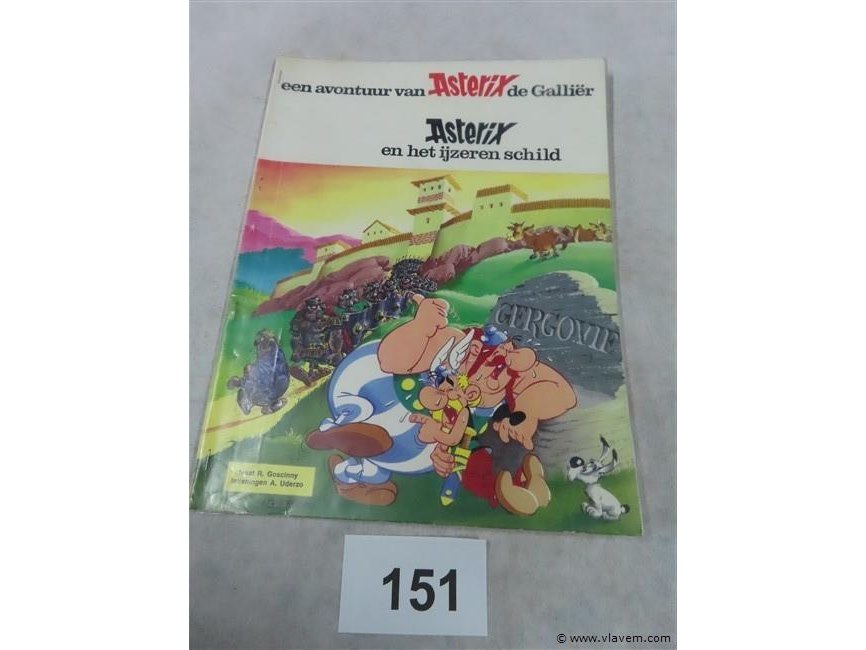 een avontuur van Asterix de Galliër
Asterix
en het ijzeren schild
GERGOVIE
tekst R. Goscinny
tekeningen A. Uderzo
151
© www.vlavem.com